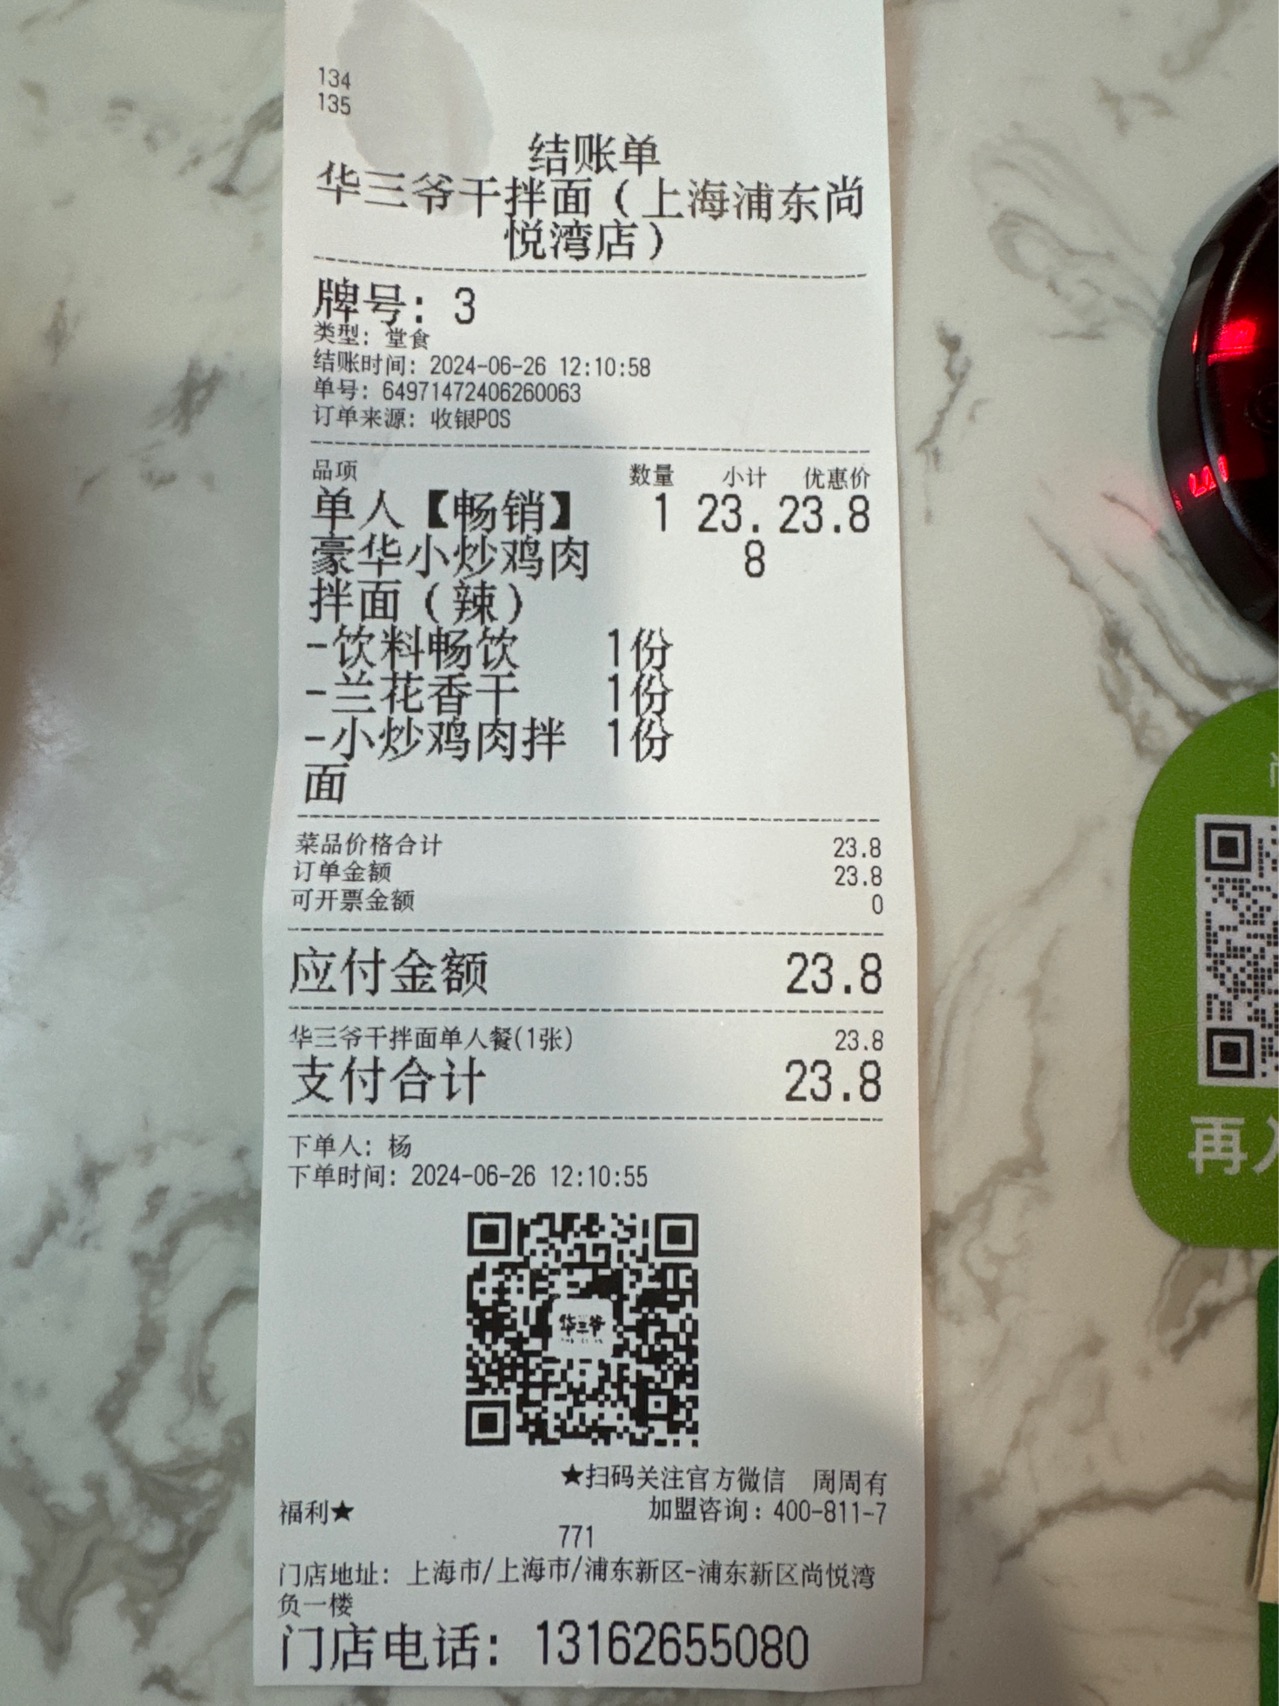 134
135
结账单
华三爷干拌面（上海浦东尚
悦湾店）
牌号：3
类型：堂食
结账时间：2024-06-26 12:10:58
单号：64971472406260063
订单来源：收银POS
品项 数量 小计 优惠价
单人【畅销】 1 23. 23.8
豪华小炒鸡肉 8
拌面（辣）
-饮料畅饮 1份
-兰花香干 1份
-小炒鸡肉拌 1份
面
菜品价格合计 23.8
订单金额 23.8
可开票金额 0
应付金额 23.8
华三爷干拌面单人餐(1张) 23.8
支付合计 23.8
下单人：杨
下单时间：2024-06-26 12:10:55
华三爷
★扫码关注官方微信 周周有
福利★ 加盟咨询：400-811-7
771
门店地址：上海市/上海市/浦东新区-浦东新区尚悦湾
负一楼
门店电话：13162655080
再